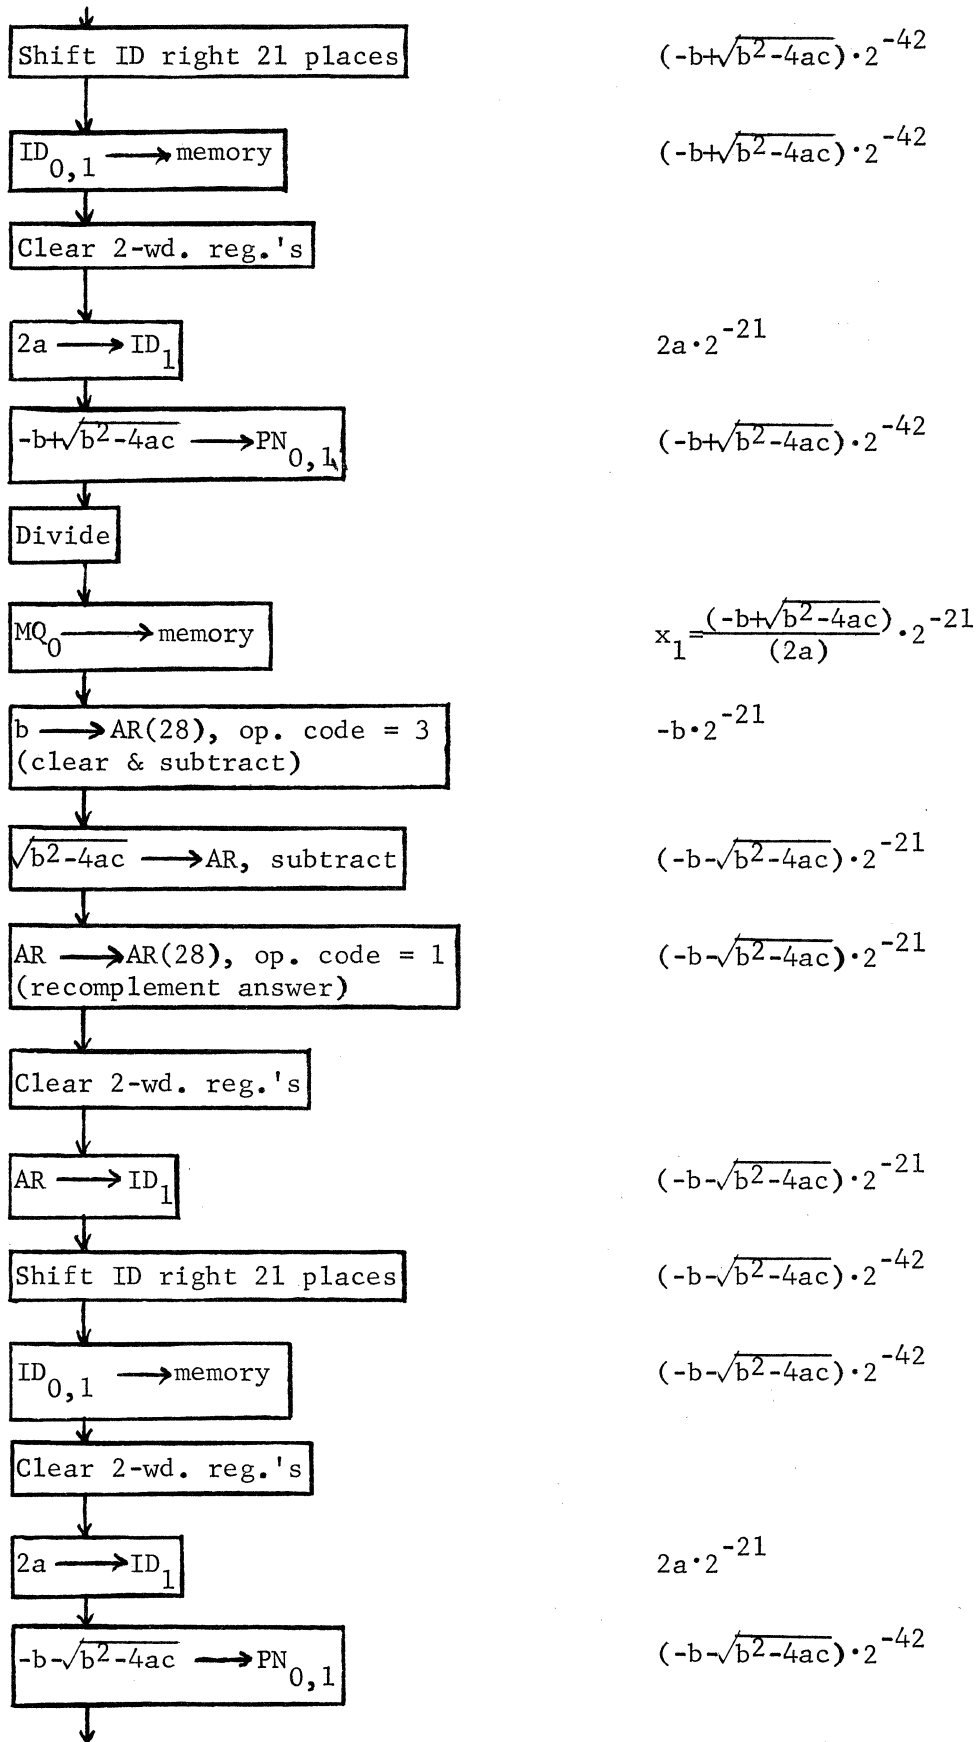 Shift ID right 21 places (-b+√b²-4ac)·2⁻⁴²
ID₀,₁ ⟶ memory (-b+√b²-4ac)·2⁻⁴²
Clear 2-wd. reg.'s
2a ⟶ ID₁ 2a·2⁻²¹
-b+√b²-4ac ⟶ PN₀,₁ (-b+√b²-4ac)·2⁻⁴²
Divide
MQ₀ ⟶ memory x₁=(-b+√b²-4ac)/(2a)·2⁻²¹
b ⟶ AR(28), op. code = 3 -b·2⁻²¹
(clear & subtract)
√b²-4ac ⟶ AR, subtract (-b-√b²-4ac)·2⁻²¹
AR ⟶ AR(28), op. code = 1 (-b-√b²-4ac)·2⁻²¹
(recomplement answer)
Clear 2-wd. reg.'s
AR ⟶ ID₁ (-b-√b²-4ac)·2⁻²¹
Shift ID right 21 places (-b-√b²-4ac)·2⁻⁴²
ID₀,₁ ⟶ memory (-b-√b²-4ac)·2⁻⁴²
Clear 2-wd. reg.'s
2a ⟶ ID₁ 2a·2⁻²¹
-b-√b²-4ac ⟶ PN₀,₁ (-b-√b²-4ac)·2⁻⁴²